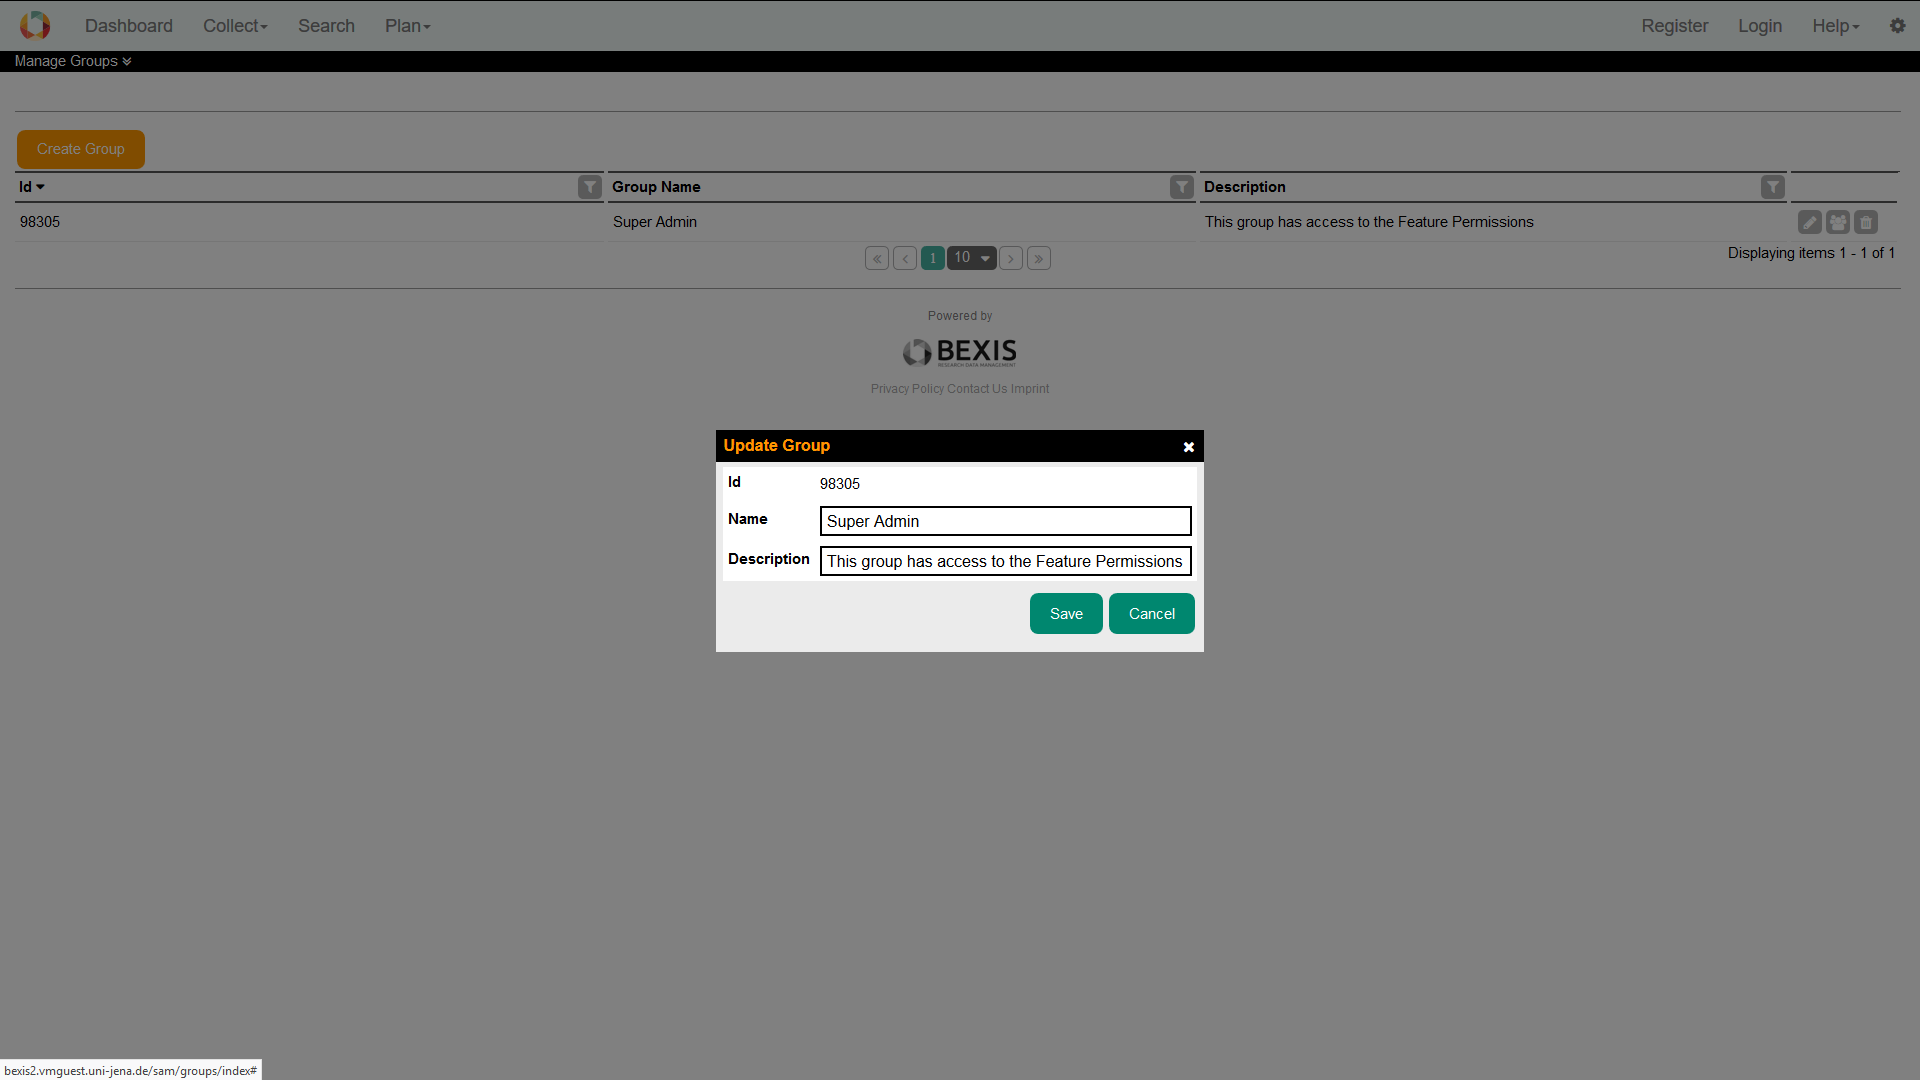 Dashboard Collect Search Plan Register Login Help
Manage Groups
Create Group
Id Group Name Description
98305 Super Admin This group has access to the Feature Permissions
« ‹ 1 10 › » Displaying items 1 - 1 of 1
Powered by
BEXIS
RESEARCH DATA MANAGEMENT
Privacy Policy Contact Us Imprint
Update Group
Id 98305
Name Super Admin
Description This group has access to the Feature Permissions
Save Cancel
bexis2.vmguest.uni-jena.de/sam/groups/index#